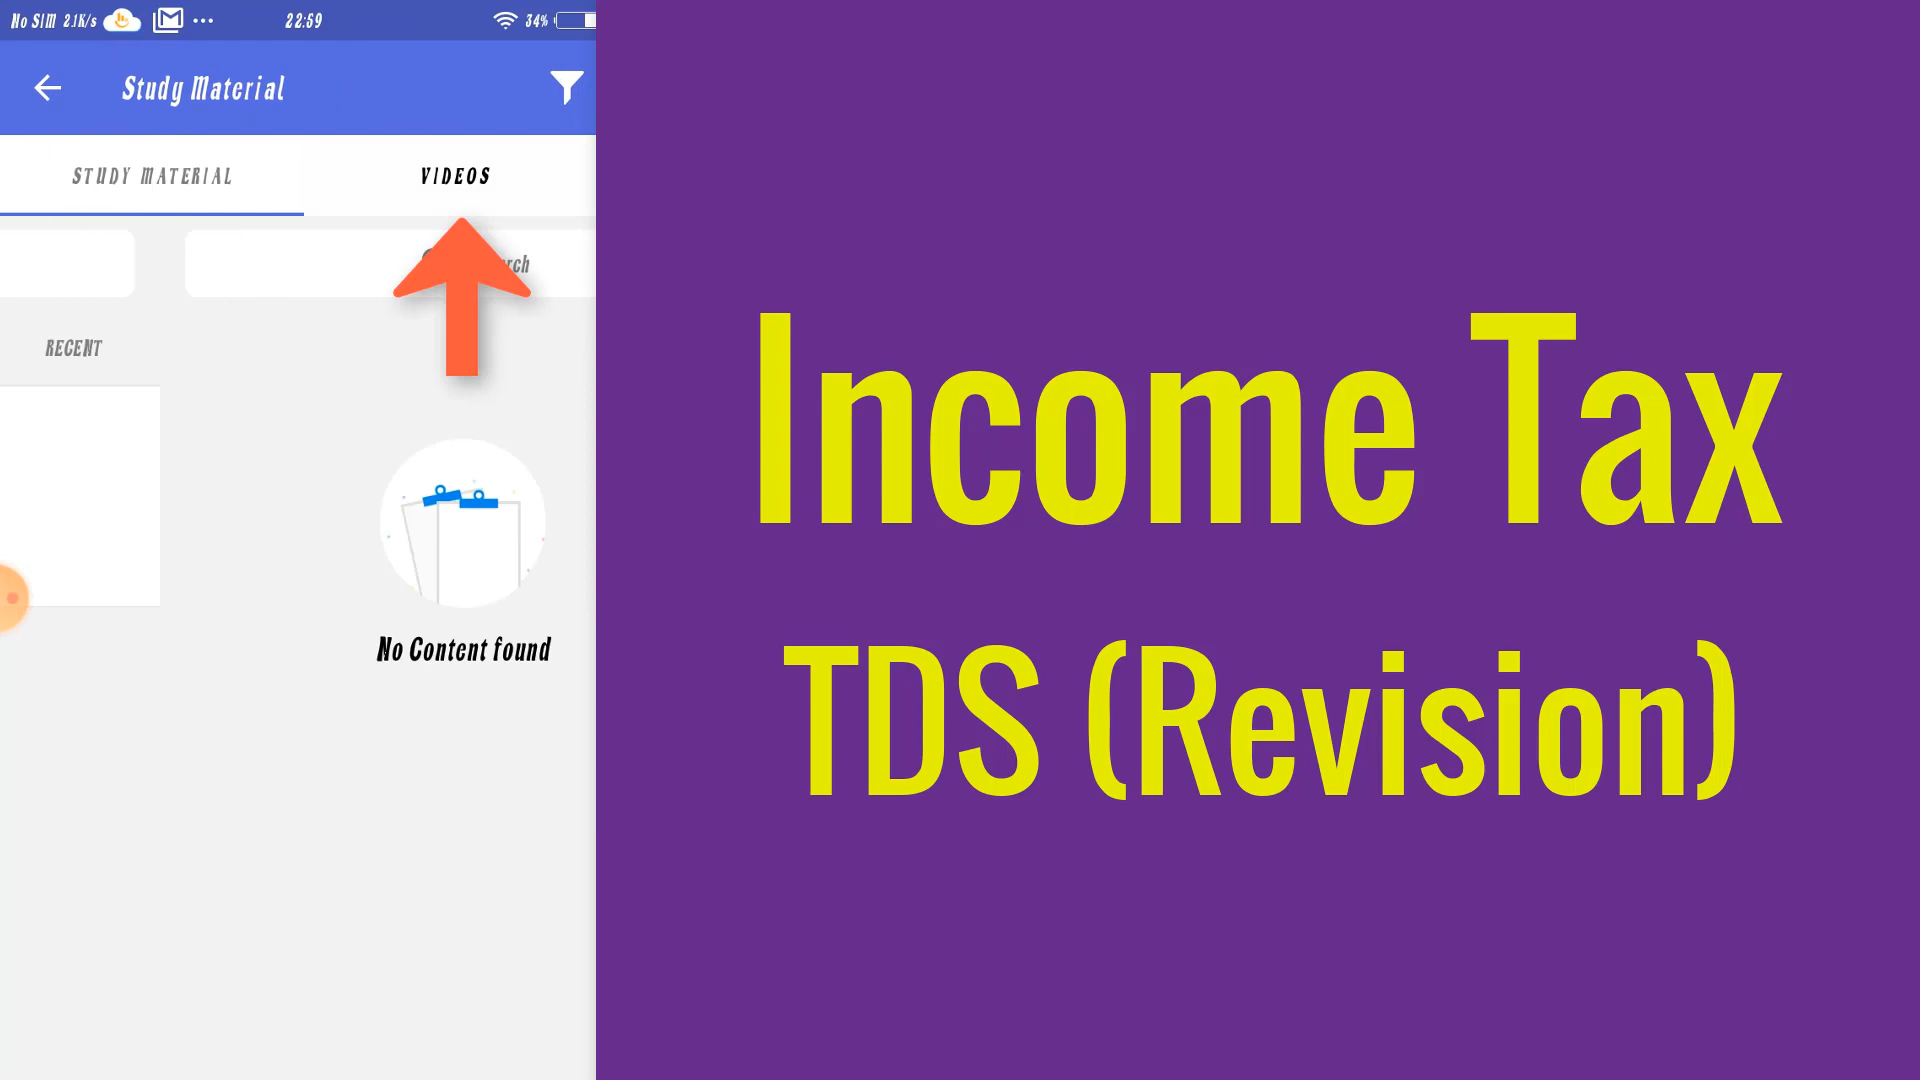 No SIM 2.1K/s 22:59 34%
Study Material
STUDY MATERIAL VIDEOS
RECENT
No Content found
Income Tax
TDS (Revision)